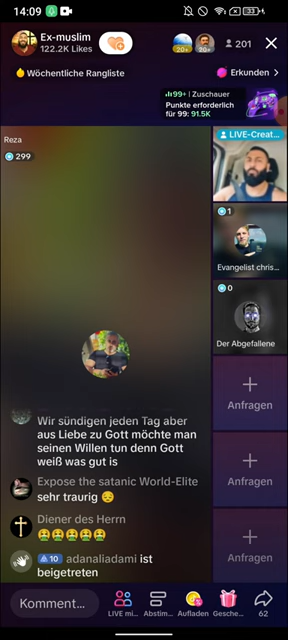 14:09
33
Ex-muslim
122.2K Likes
20+
20+
201
Wöchentliche Rangliste
Erkunden >
99+ | Zuschauer
Punkte erforderlich
für 99: 91.5K
Reza
299
LIVE-Creat...
1
Evangelist chris...
0
Der Abgefallene
+
Anfragen
+
Anfragen
+
Anfragen
Wir sündigen jeden Tag aber
aus Liebe zu Gott möchte man
seinen Willen tun denn Gott
weiß was gut is
Expose the satanic World-Elite
sehr traurig 😔
Diener des Herrn
🤮🤮🤮🤮🤮
10 adanaliadami ist
beigetreten
Komment...
LIVE mi...
Abstim...
Aufladen
Gesche...
62